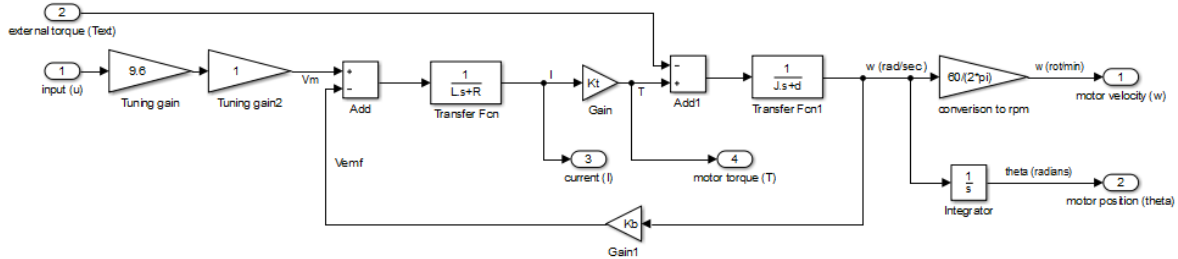 2
external torque (Text)
1
input (u)
9.6
Tuning gain
1
Tuning gain2
Vm
+
−
Add
1
L.s+R
Transfer Fcn
I
Kt
Gain
T
−
+
Add1
1
J.s+d
Transfer Fcn1
w (rad/sec)
60/(2*pi)
converison to rpm
w (rot/min)
1
motor velocity (w)
Vemf
3
current (I)
4
motor torque (T)
1
s
Integrator
theta (radians)
2
motor position (theta)
Kb
Gain1